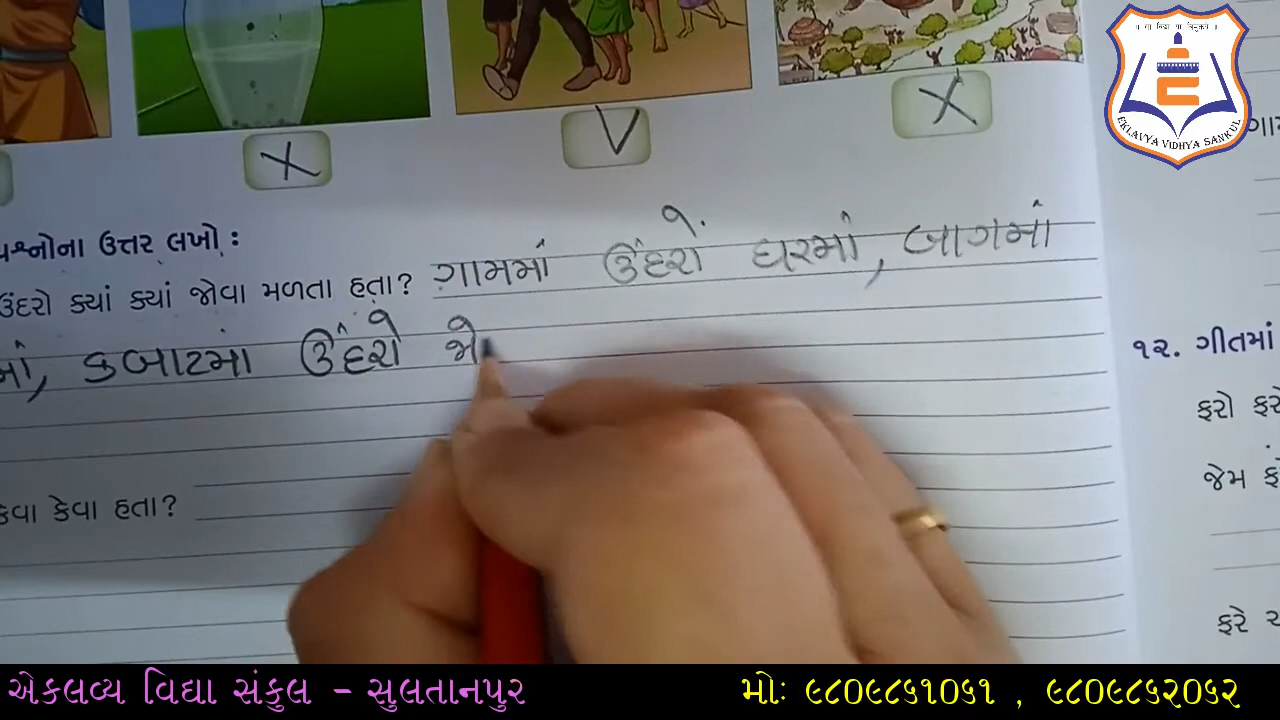 ॥ સા વિદ્યા યા વિમુક્તયે ॥
EKLAVYA VIDHYA SANKUL
X
V
X
પ્રશ્નોના ઉત્તર લખો :
ઉંદરો ક્યાં ક્યાં જોવા મળતા હતા? ગામમાં ઉંદરો ઘરમાં, બાગમાં
માં, કબાટમાં ઉંદરો જો
કેવા કેવા હતા?
૧૨. ગીતમાં
ફરો ફરે
જેમ
ફરે
એકલવ્ય વિદ્યા સંકુલ - સુલતાનપુર
મોઃ ૯૮૦૯૮૬૧૦૬૧ , ૯૮૦૯૮૬૨૦૬૨